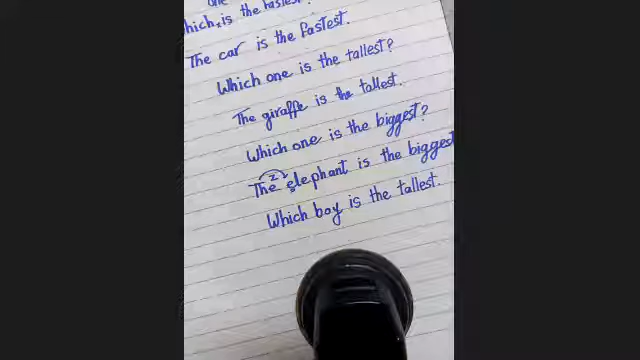 one
which is the fastest?
The car is the fastest.
Which one is the tallest?
The giraffe is the tallest.
Which one is the biggest?
The elephant is the biggest
Which boy is the tallest.